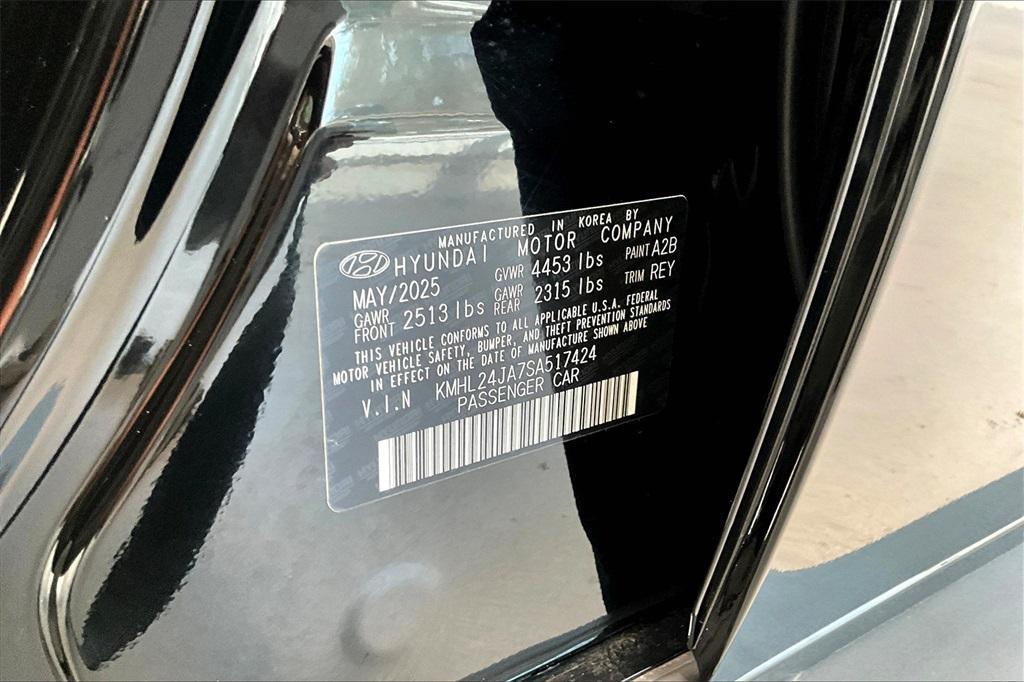 MANUFACTURED IN KOREA BY
HYUNDAI MOTOR COMPANY
MAY/2025 GVWR 4453 lbs PAINT A2B
GAWR FRONT 2513 lbs GAWR REAR 2315 lbs TRIM REY
THIS VEHICLE CONFORMS TO ALL APPLICABLE U.S.A. FEDERAL
MOTOR VEHICLE SAFETY, BUMPER, AND THEFT PREVENTION STANDARDS
IN EFFECT ON THE DATE OF MANUFACTURE SHOWN ABOVE
V.I.N KMHL24JA7SA517424
PASSENGER CAR